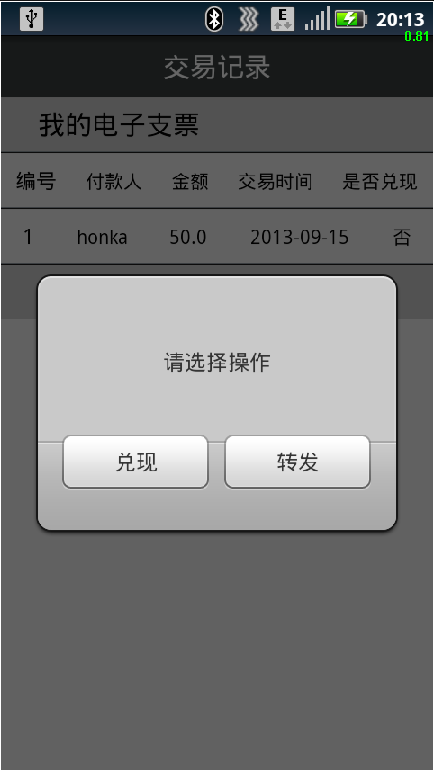 E 20:13
0.81
交易记录
我的电子支票
编号 付款人 金额 交易时间 是否兑现
1 honka 50.0 2013-09-15 否
请选择操作
兑现 转发